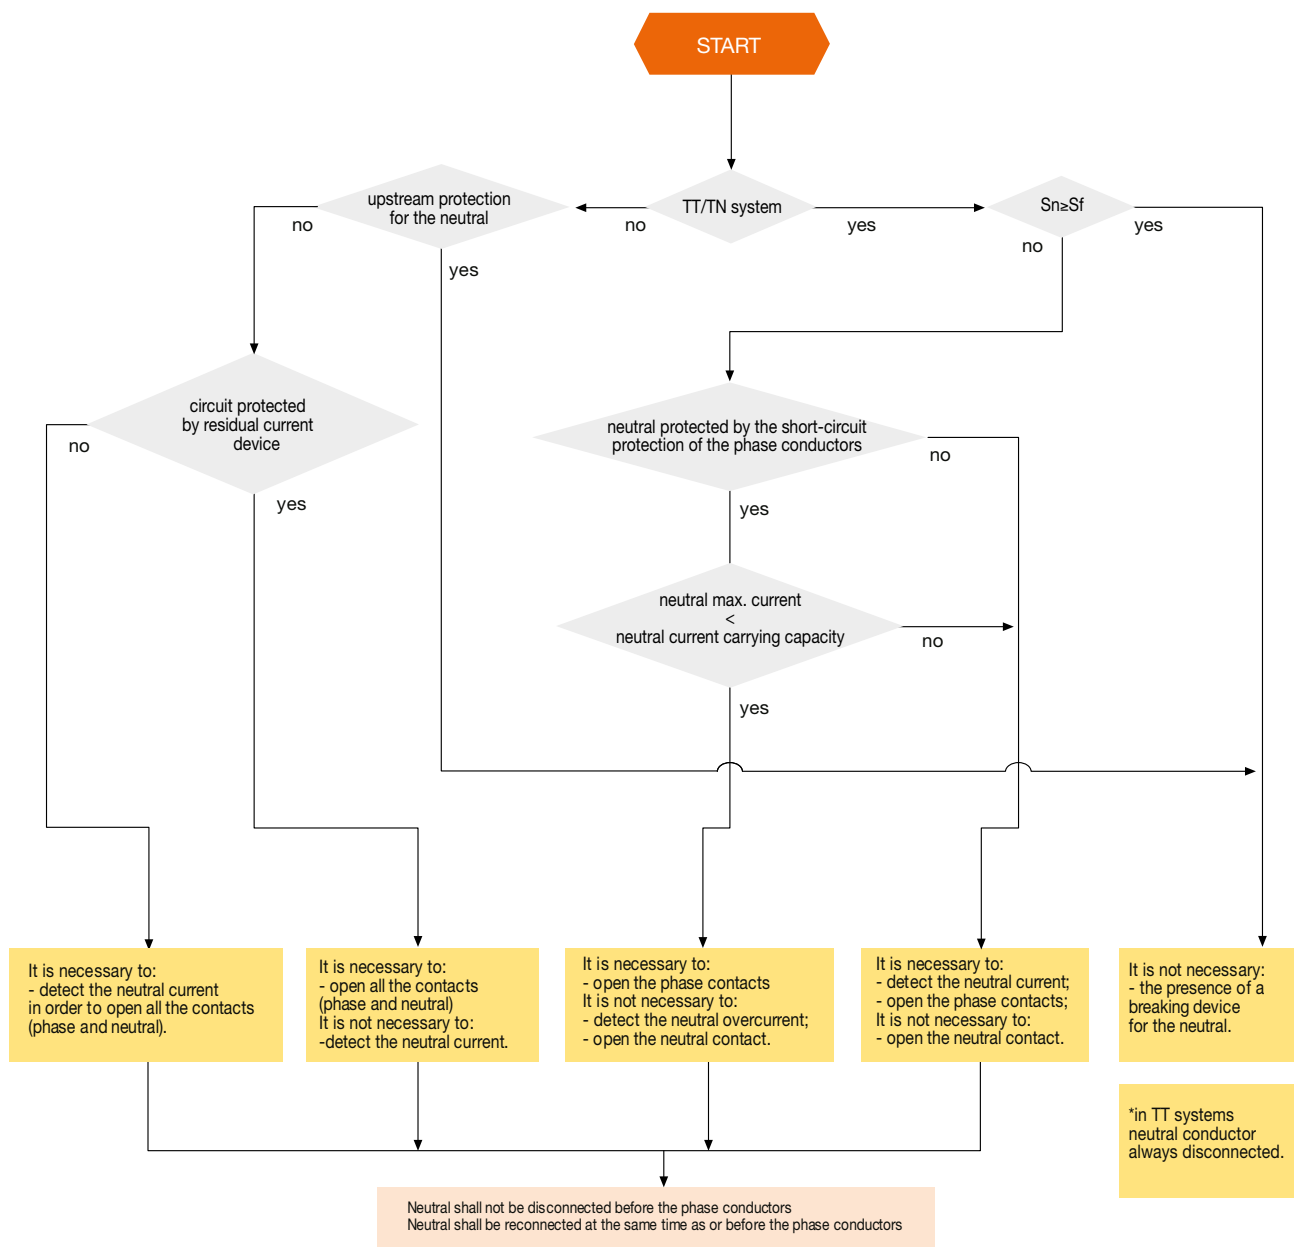 START
upstream protection
for the neutral
TT/TN system
Sn≥Sf
no
no
yes
yes
no
yes
circuit protected
by residual current
device
neutral protected by the short-circuit
protection of the phase conductors
no
no
yes
yes
neutral max. current
<
neutral current carrying capacity
no
yes
It is necessary to:
- detect the neutral current
in order to open all the contacts
(phase and neutral).
It is necessary to:
- open all the contacts
(phase and neutral)
It is not necessary to:
-detect the neutral current.
It is necessary to:
- open the phase contacts
It is not necessary to:
- detect the neutral overcurrent;
- open the neutral contact.
It is necessary to:
- detect the neutral current;
- open the phase contacts;
It is not necessary to:
- open the neutral contact.
It is not necessary:
- the presence of a
breaking device
for the neutral.
*in TT systems
neutral conductor
always disconnected.
Neutral shall not be disconnected before the phase conductors
Neutral shall be reconnected at the same time as or before the phase conductors